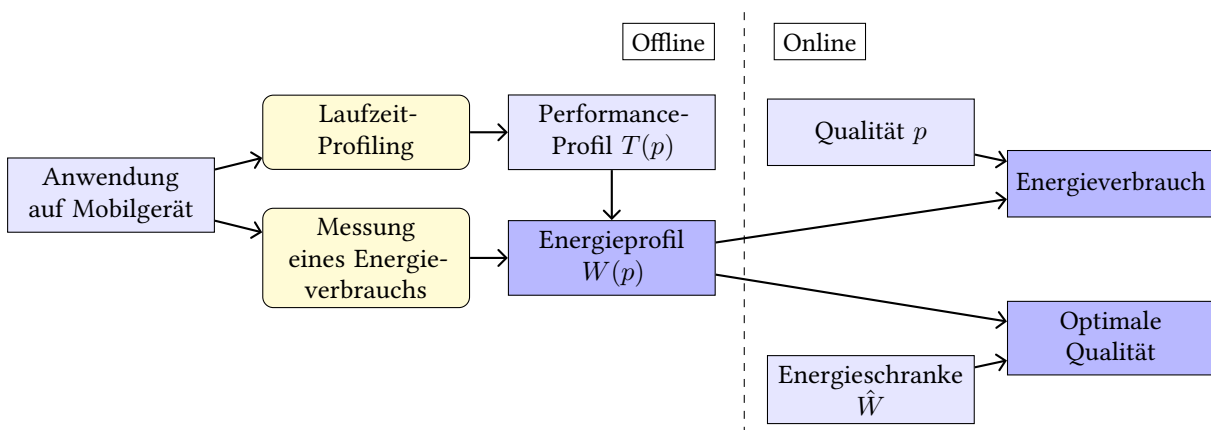 Offline
Online
Anwendung
auf Mobilgerät
Laufzeit-
Profiling
Messung
eines Energie-
verbrauchs
Performance-
Profil T(p)
Energieprofil
W(p)
Qualität p
Energieverbrauch
Optimale
Qualität
Energieschranke
Ŵ